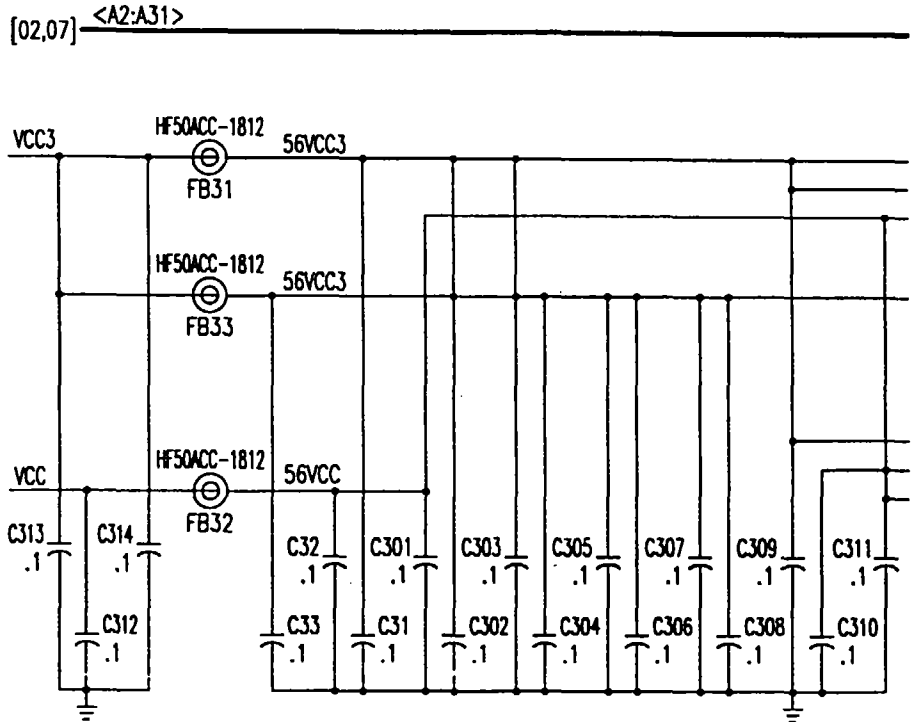 <A2:A31>
[02,07]
HF50ACC-1812
VCC3
56VCC3
FB31
HF50ACC-1812
56VCC3
FB33
HF50ACC-1812
VCC
56VCC
FB32
C313
.1
C314
.1
C32
.1
C301
.1
C303
.1
C305
.1
C307
.1
C309
.1
C311
.1
C312
.1
C33
.1
C31
.1
C302
.1
C304
.1
C306
.1
C308
.1
C310
.1